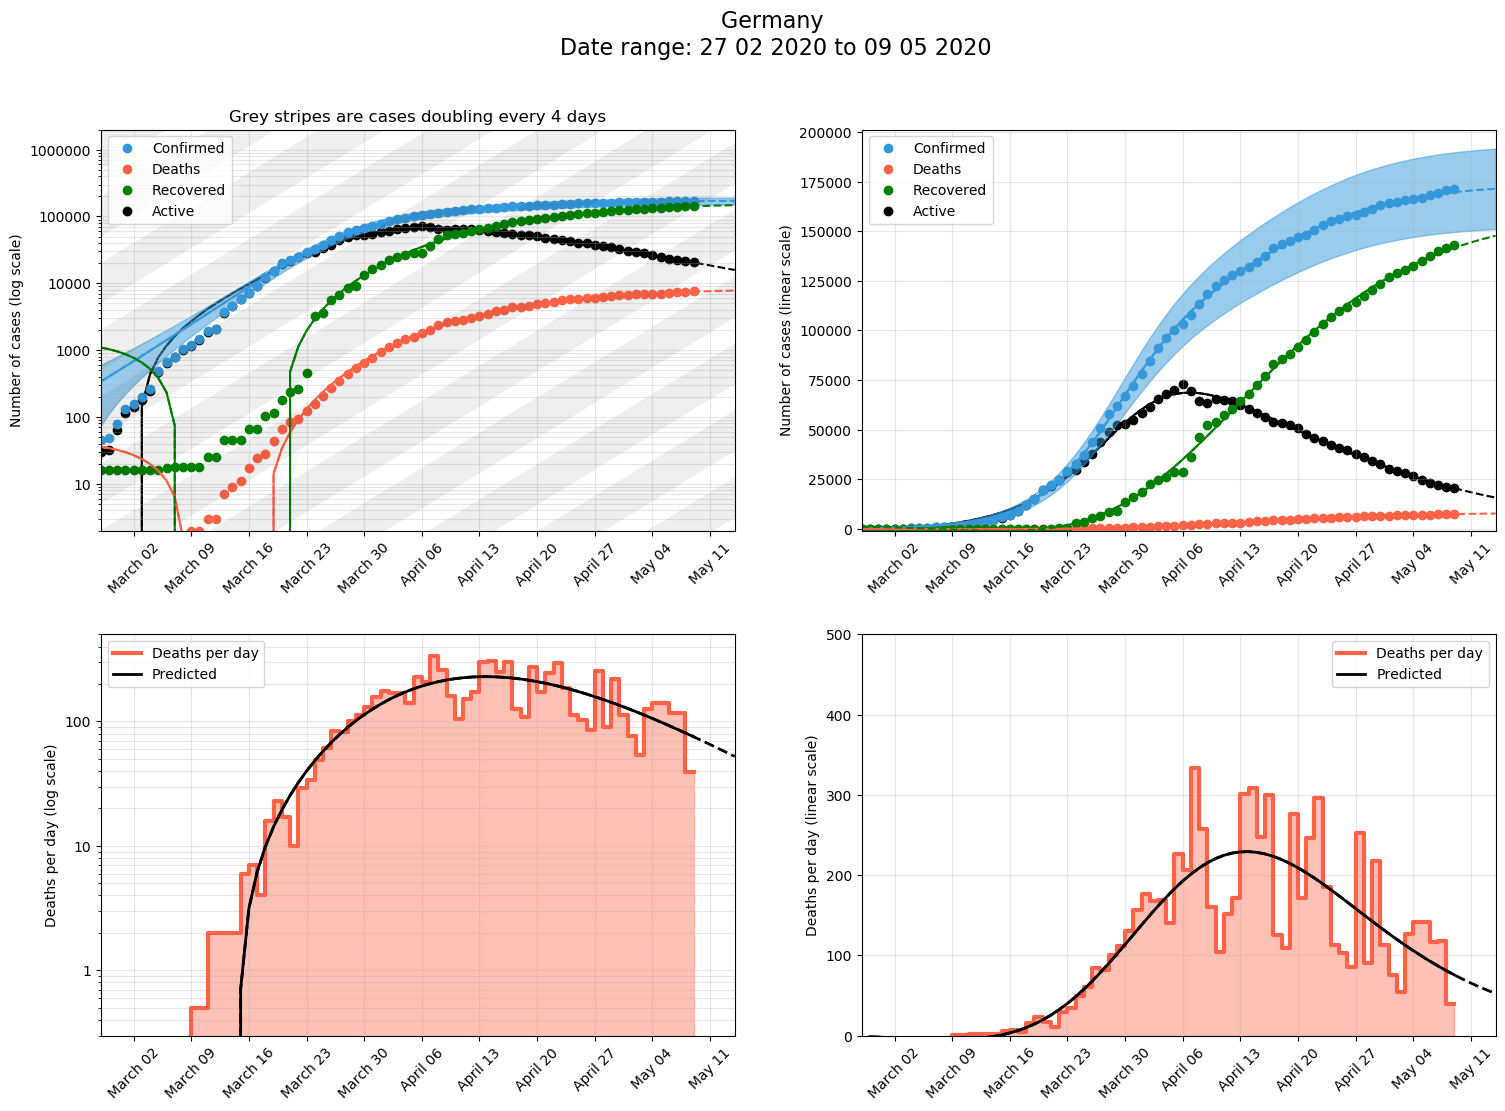 Germany
Date range: 27 02 2020 to 09 05 2020
Grey stripes are cases doubling every 4 days
Number of cases (log scale)
1000000
100000
10000
1000
100
10
Confirmed
Deaths
Recovered
Active
March 02
March 09
March 16
March 23
March 30
April 06
April 13
April 20
April 27
May 04
May 11
Number of cases (linear scale)
200000
175000
150000
125000
100000
75000
50000
25000
0
Confirmed
Deaths
Recovered
Active
March 02
March 09
March 16
March 23
March 30
April 06
April 13
April 20
April 27
May 04
May 11
Deaths per day (log scale)
100
10
1
Deaths per day
Predicted
March 02
March 09
March 16
March 23
March 30
April 06
April 13
April 20
April 27
May 04
May 11
Deaths per day (linear scale)
500
400
300
200
100
0
Deaths per day
Predicted
March 02
March 09
March 16
March 23
March 30
April 06
April 13
April 20
April 27
May 04
May 11